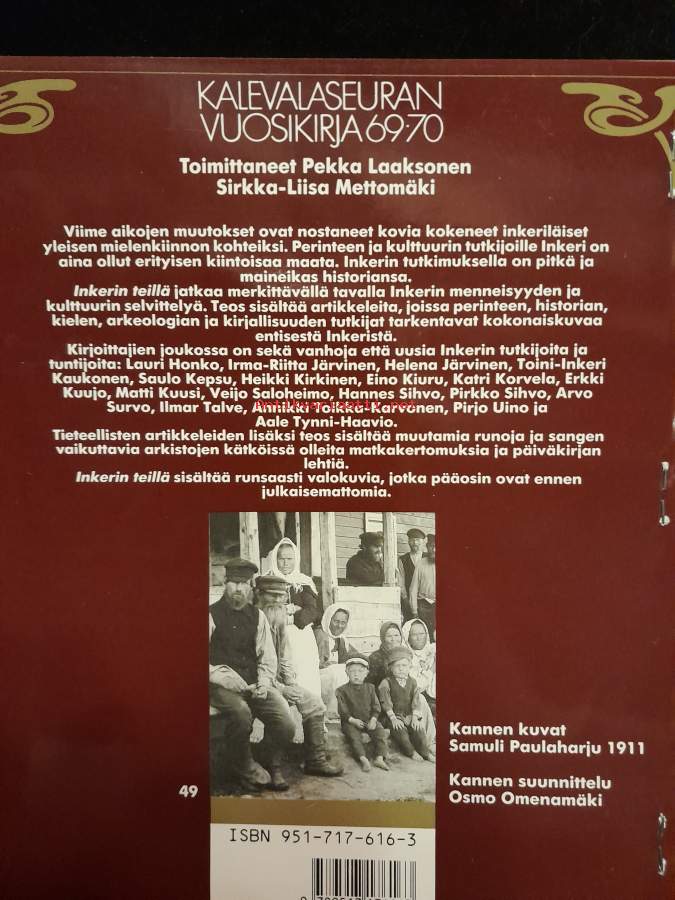 KALEVALASEURAN
VUOSIKIRJA 69·70
Toimittaneet Pekka Laaksonen
Sirkka-Liisa Mettomäki
Viime aikojen muutokset ovat nostaneet kovia kokeneet inkeriläiset
yleisen mielenkiinnon kohteiksi. Perinteen ja kulttuurin tutkijoille Inkeri on
aina ollut erityisen kiintoisaa maata. Inkerin tutkimuksella on pitkä ja
maineikas historiansa.
Inkerin teillä jatkaa merkittävällä tavalla Inkerin menneisyyden ja
kulttuurin selvittelyä. Teos sisältää artikkeleita, joissa perinteen, historian,
kielen, arkeologian ja kirjallisuuden tutkijat tarkentavat kokonaiskuvaa
entisestä Inkeristä.
Kirjoittajien joukossa on sekä vanhoja että uusia Inkerin tutkijoita ja
tuntijoita: Lauri Honko, Irma-Riitta Järvinen, Helena Järvinen, Toini-Inkeri
Kaukonen, Saulo Kepsu, Heikki Kirkinen, Eino Kiuru, Katri Korvela, Erkki
Kuujo, Matti Kuusi, Veijo Saloheimo, Hannes Sihvo, Pirkko Sihvo, Arvo
Survo, Ilmar Talve, Anna-Leena Pirjo Uino ja
antikvariaatti.net
Aale Tynni-Haavio.
Tieteellisten artikkeleiden lisäksi teos sisältää muutamia runoja ja sangen
vaikuttavia arkistojen kätköissä olleita matkakertomuksia ja päiväkirjan
lehtiä.
Inkerin teillä sisältää runsaasti valokuvia, jotka pääosin ovat ennen
julkaisemattomia.
Kannen kuvat
Samuli Paulaharju 1911
Kannen suunnittelu
Osmo Omenamäki
49
ISBN 951-717-616-3